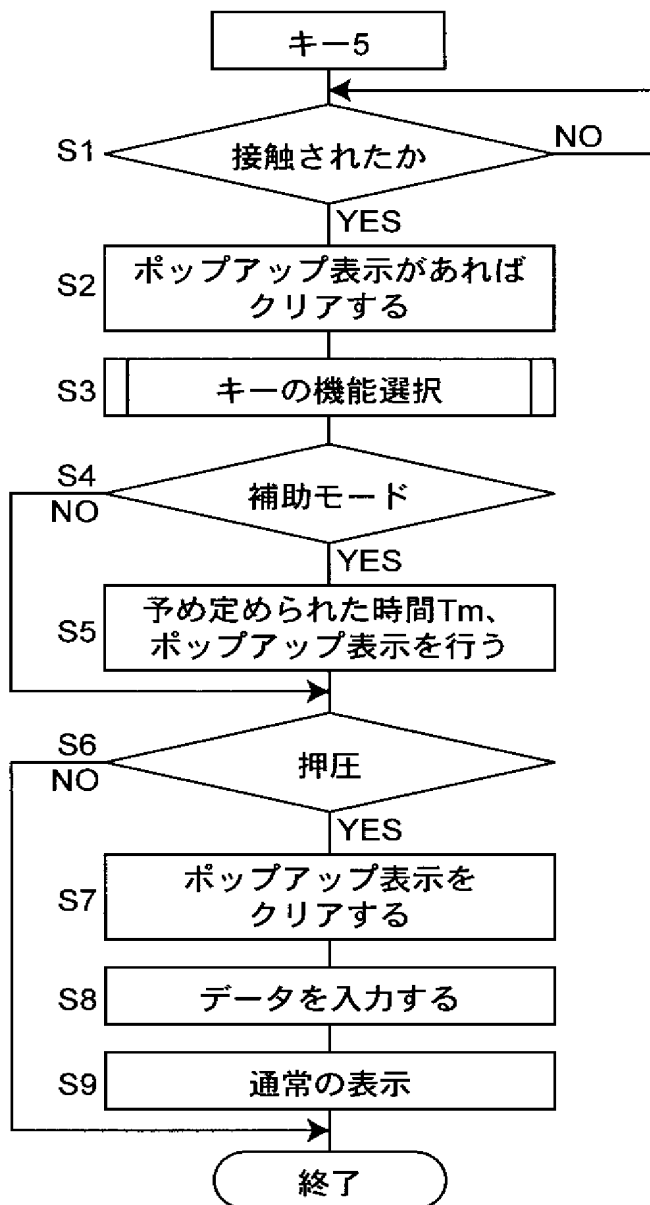 キー5
S1
接触されたか
NO
YES
S2
ポップアップ表示があれば
クリアする
S3
キーの機能選択
S4
NO
補助モード
YES
S5
予め定められた時間Tm、
ポップアップ表示を行う
S6
NO
押圧
YES
S7
ポップアップ表示を
クリアする
S8
データを入力する
S9
通常の表示
終了